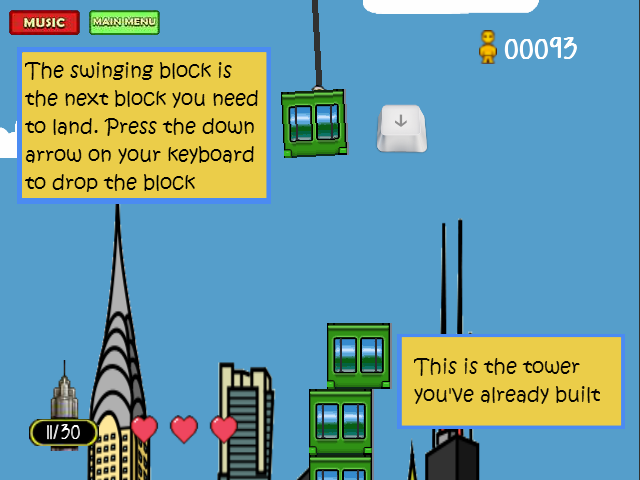 MUSIC
MAIN MENU
00093
The swinging block is
the next block you need
to land. Press the down
arrow on your keyboard
to drop the block
This is the tower
you've already built
11/30